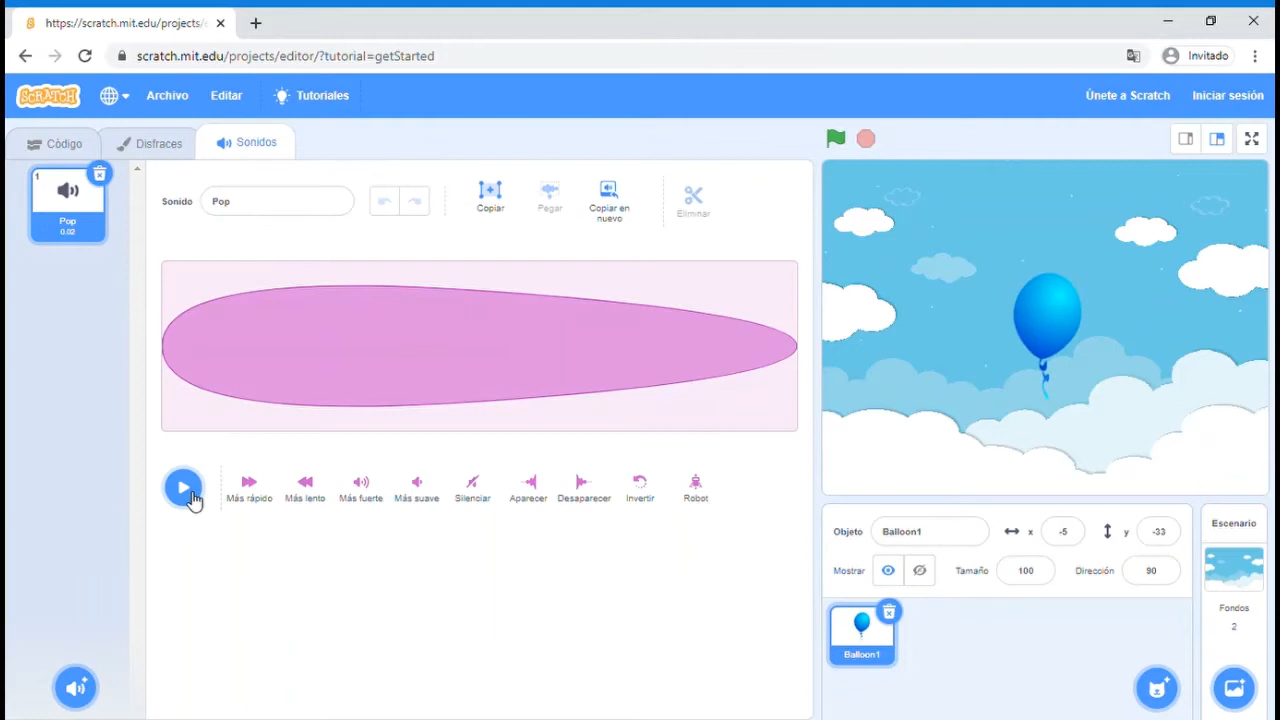 https://scratch.mit.edu/projects/
scratch.mit.edu/projects/editor/?tutorial=getStarted
Invitado
SCRATCH
Archivo
Editar
Tutoriales
Únete a Scratch
Iniciar sesión
Código
Disfraces
Sonidos
1
Pop
0.02
Sonido
Pop
Copiar
Pegar
Copiar en
nuevo
Eliminar
Más rápido
Más lento
Más fuerte
Más suave
Silenciar
Aparecer
Desaparecer
Invertir
Robot
Objeto
Balloon1
x
-5
y
-33
Mostrar
Tamaño
100
Dirección
90
Balloon1
Escenario
Fondos
2